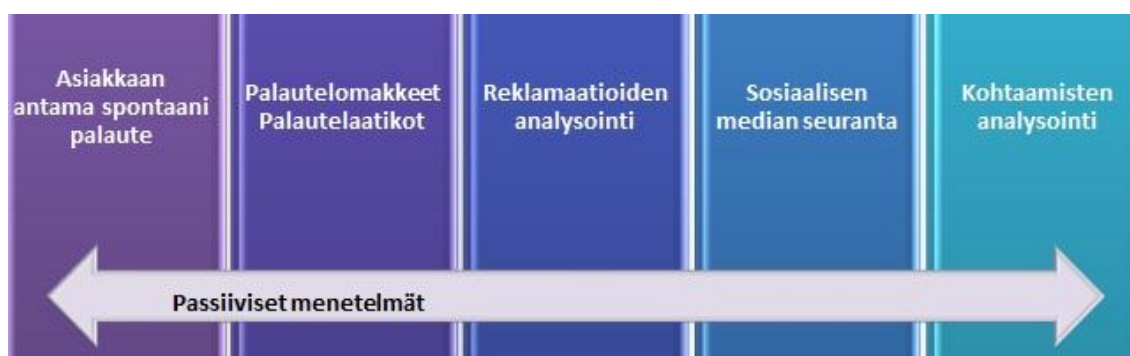 Asiakkaan
antama spontaani
palaute
Palautelomakkeet
Palautelaatikot
Reklamaatioiden
analysointi
Sosiaalisen
median seuranta
Kohtaamisten
analysointi
Passiiviset menetelmät